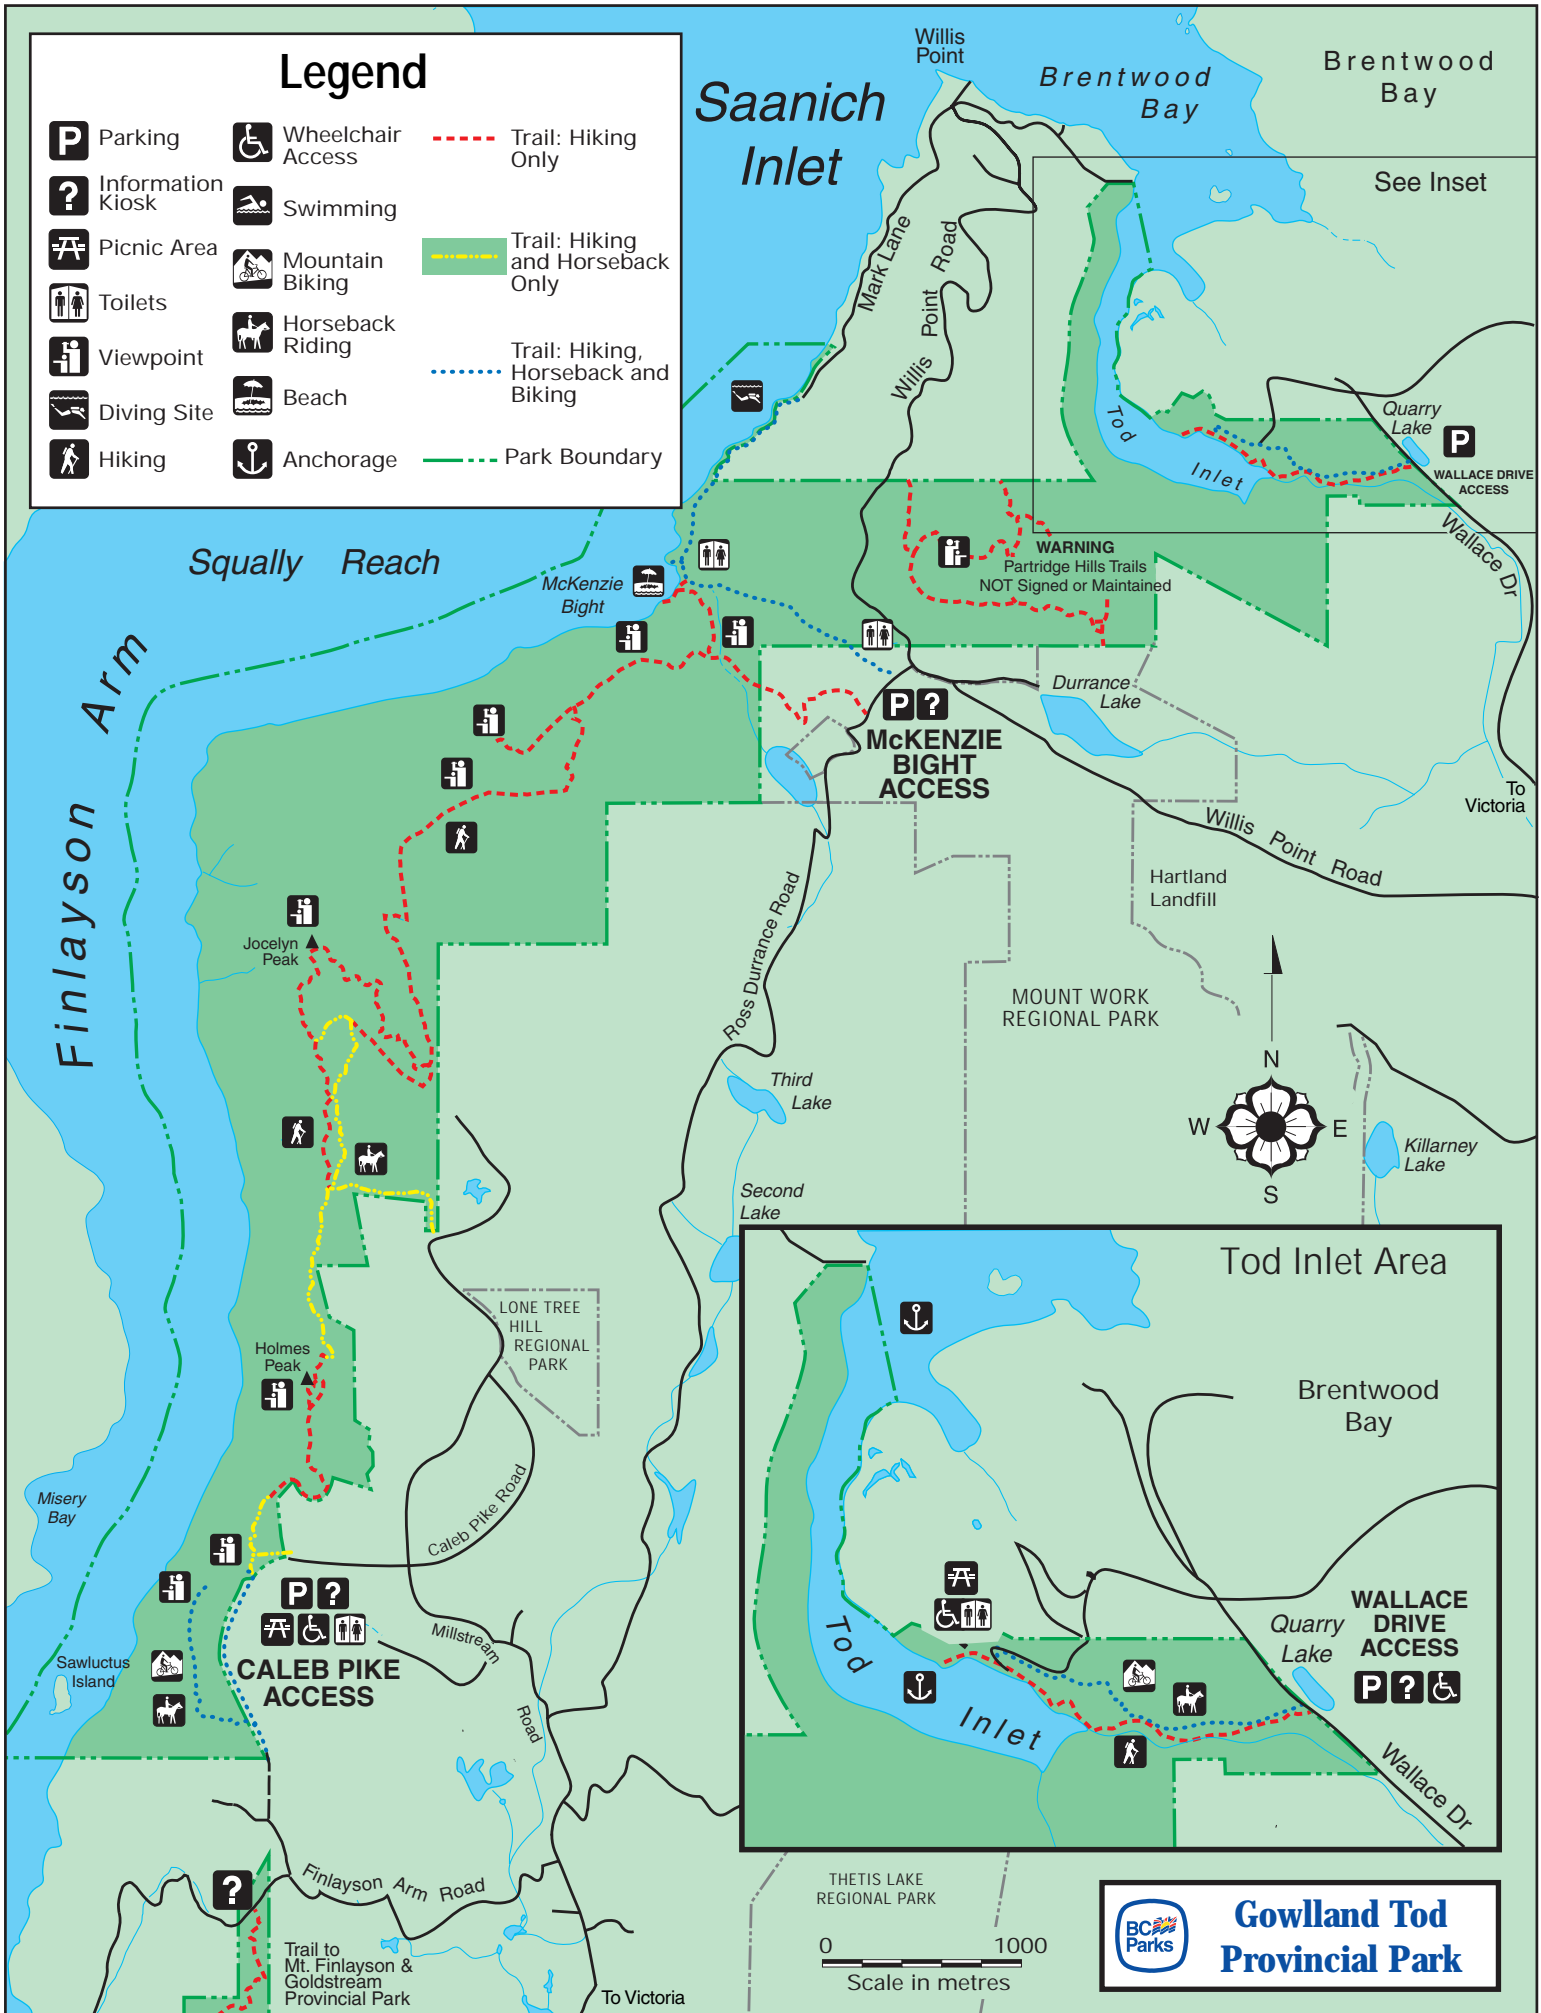 Legend
P
Parking
?
Information
Kiosk
Picnic Area
Toilets
Viewpoint
Diving Site
Hiking
Wheelchair
Access
Swimming
Mountain
Biking
Horseback
Riding
Beach
Anchorage
Trail: Hiking
Only
Trail: Hiking
and Horseback
Only
Trail: Hiking,
Horseback and
Biking
Park Boundary
Saanich
Inlet
Willis
Point
Brentwood
Bay
Brentwood
Bay
See Inset
Mark Lane
Willis Point Road
Tod
Inlet
Quarry
Lake
P
WALLACE DRIVE
ACCESS
Wallace Dr
Squally Reach
McKenzie
Bight
WARNING
Partridge Hills Trails
NOT Signed or Maintained
Finlayson Arm
Durrance
Lake
P ?
McKENZIE
BIGHT
ACCESS
To
Victoria
Willis Point Road
Hartland
Landfill
Jocelyn
Peak
Ross Durrance Road
MOUNT WORK
REGIONAL PARK
N
W
E
S
Third
Lake
Killarney
Lake
Second
Lake
LONE TREE
HILL
REGIONAL
PARK
Holmes
Peak
Misery
Bay
Caleb Pike Road
P ?
CALEB PIKE
ACCESS
Sawluctus
Island
Millstream
Road
Tod Inlet Area
Brentwood
Bay
Tod
Inlet
Quarry
Lake
WALLACE
DRIVE
ACCESS
P ?
Wallace Dr
?
Finlayson Arm Road
Trail to
Mt. Finlayson &
Goldstream
Provincial Park
To Victoria
THETIS LAKE
REGIONAL PARK
0 1000
Scale in metres
BC
Parks
Gowlland Tod
Provincial Park